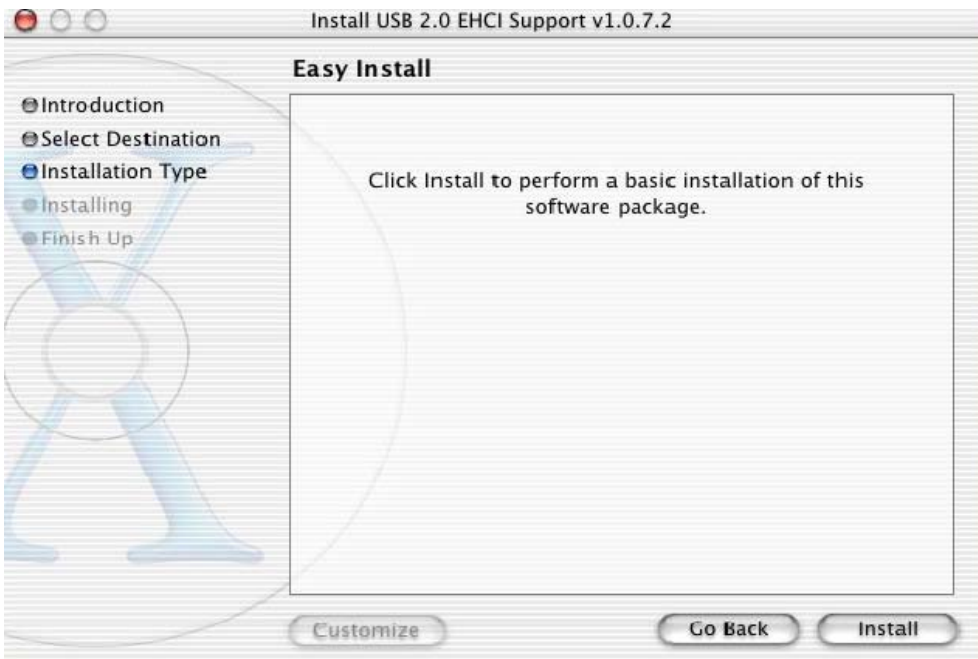 Install USB 2.0 EHCI Support v1.0.7.2
Easy Install
Introduction
Select Destination
Installation Type
Installing
Finish Up
Click Install to perform a basic installation of this
software package.
Customize
Go Back
Install